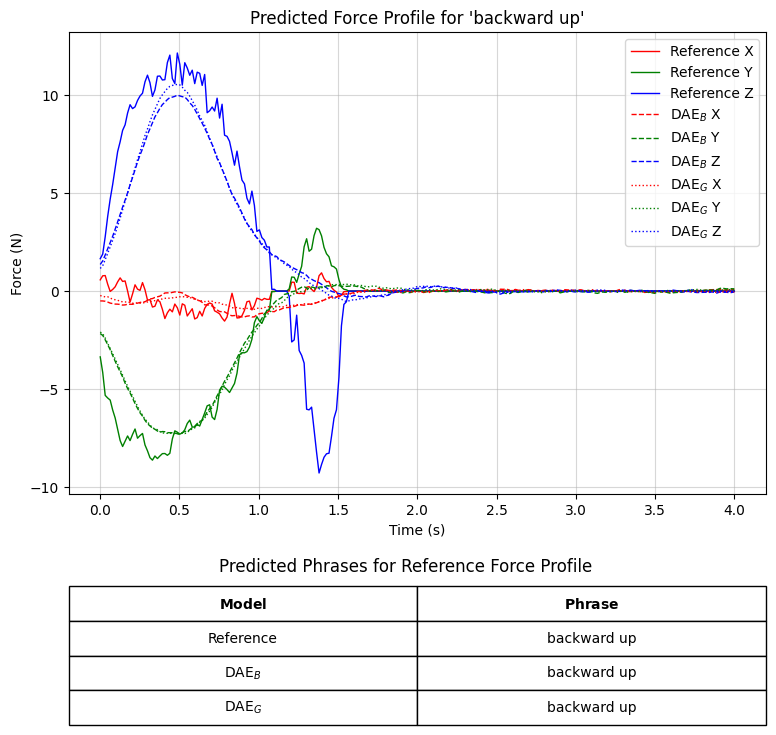 Predicted Force Profile for 'backward up'
Force (N)
10
5
0
−5
−10
Reference X
Reference Y
Reference Z
DAE_B X
DAE_B Y
DAE_B Z
DAE_G X
DAE_G Y
DAE_G Z
0.0 0.5 1.0 1.5 2.0 2.5 3.0 3.5 4.0
Time (s)
Predicted Phrases for Reference Force Profile
Model Phrase
Reference backward up
DAE_B backward up
DAE_G backward up